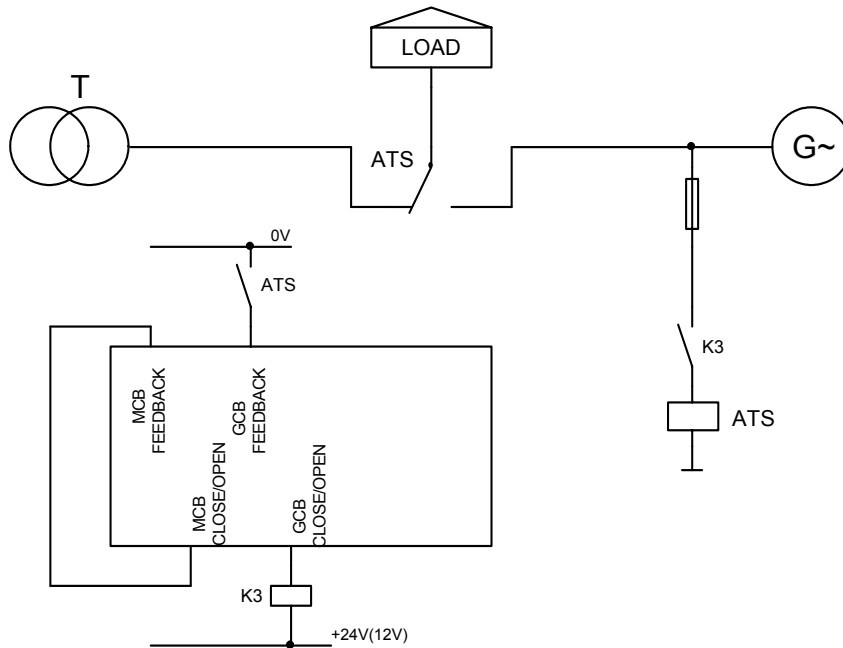 LOAD
T
ATS
G~
0V
ATS
K3
ATS
MCB
FEEDBACK
GCB
FEEDBACK
MCB
CLOSE/OPEN
GCB
CLOSE/OPEN
K3
+24V(12V)